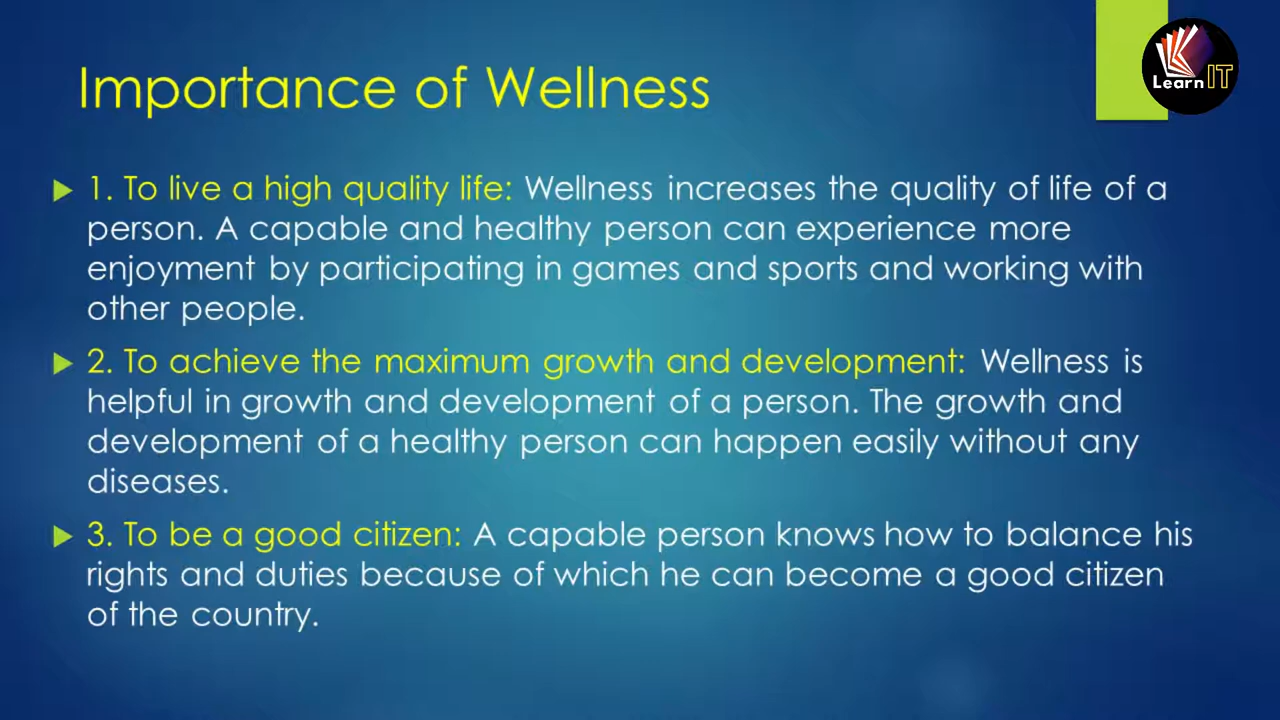 Importance of Wellness
Learn IT
1. To live a high quality life: Wellness increases the quality of life of a
person. A capable and healthy person can experience more
enjoyment by participating in games and sports and working with
other people.
2. To achieve the maximum growth and development: Wellness is
helpful in growth and development of a person. The growth and
development of a healthy person can happen easily without any
diseases.
3. To be a good citizen: A capable person knows how to balance his
rights and duties because of which he can become a good citizen
of the country.